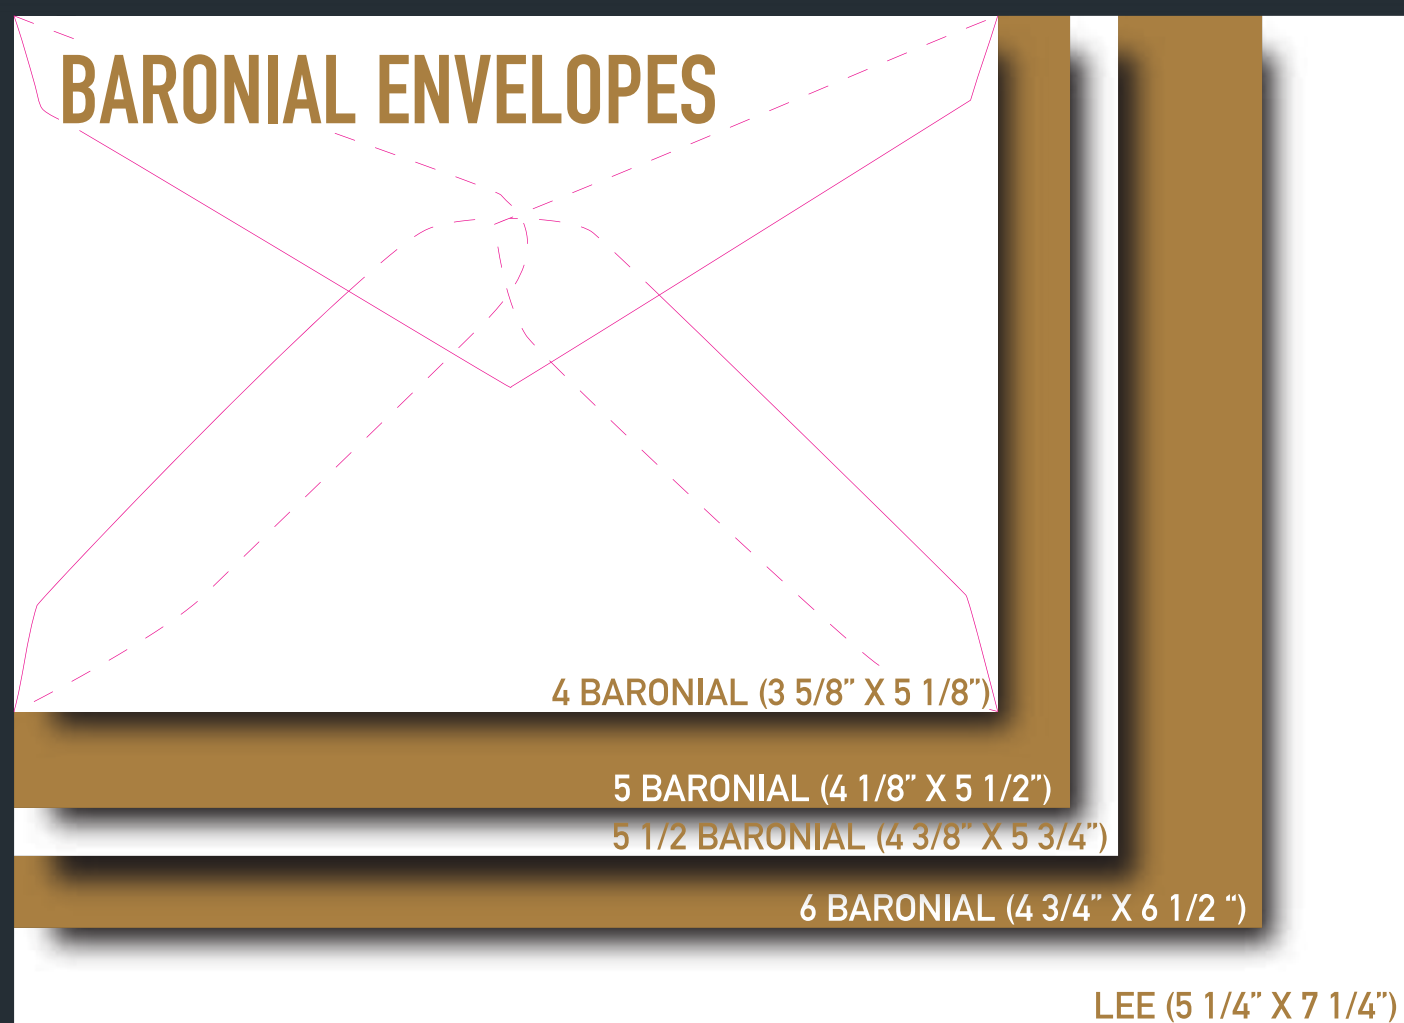 BARONIAL ENVELOPES
4 BARONIAL (3 5/8” X 5 1/8”)
5 BARONIAL (4 1/8” X 5 1/2”)
5 1/2 BARONIAL (4 3/8” X 5 3/4”)
6 BARONIAL (4 3/4” X 6 1/2 “)
LEE (5 1/4” X 7 1/4”)